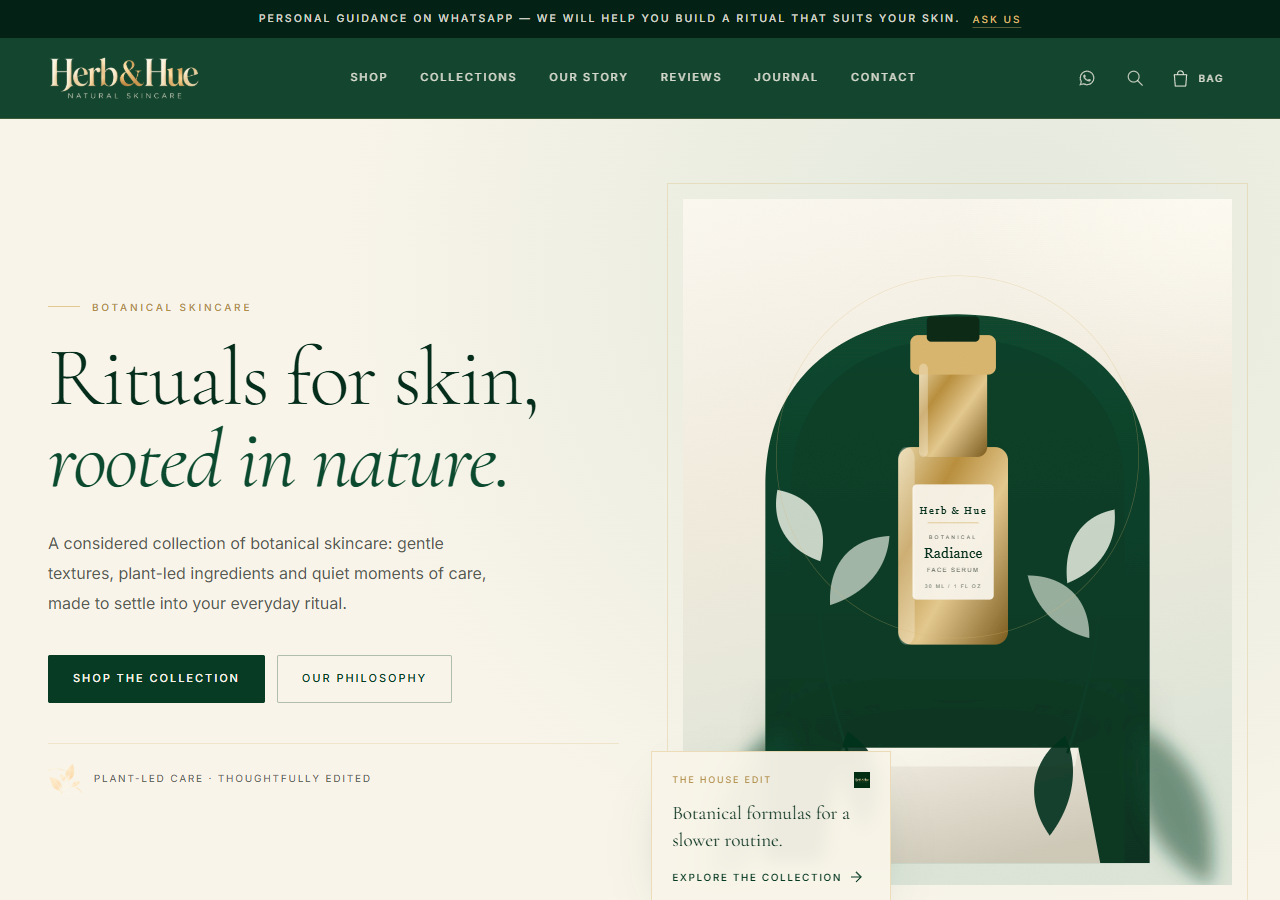 PERSONAL GUIDANCE ON WHATSAPP — WE WILL HELP YOU BUILD A RITUAL THAT SUITS YOUR SKIN. ASK US
Herb&Hue
NATURAL SKINCARE
SHOP COLLECTIONS OUR STORY REVIEWS JOURNAL CONTACT BAG
BOTANICAL SKINCARE
Rituals for skin,
rooted in nature.
A considered collection of botanical skincare: gentle
textures, plant-led ingredients and quiet moments of care,
made to settle into your everyday ritual.
SHOP THE COLLECTION OUR PHILOSOPHY
PLANT-LED CARE · THOUGHTFULLY EDITED
Herb & Hue
BOTANICAL
Radiance
FACE SERUM
30 ML / 1 FL OZ
THE HOUSE EDIT
Botanical formulas for a
slower routine.
EXPLORE THE COLLECTION